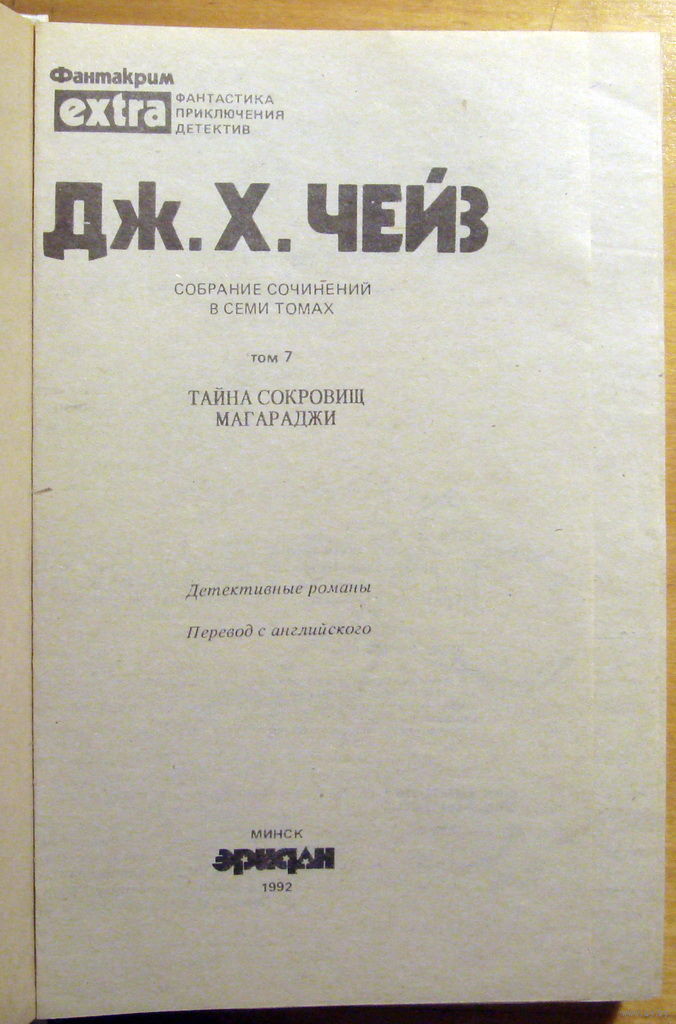 Фантакрим
extra
ФАНТАСТИКА
ПРИКЛЮЧЕНИЯ
ДЕТЕКТИВ
ДЖ. Х. ЧЕЙЗ
СОБРАНИЕ СОЧИНЕНИЙ
В СЕМИ ТОМАХ
том 7
ТАЙНА СОКРОВИЩ
МАГАРАДЖИ
Детективные романы
Перевод с английского
МИНСК
эридан
1992